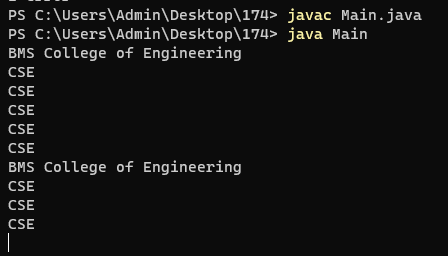 PS C:\Users\Admin\Desktop\174> javac Main.java
PS C:\Users\Admin\Desktop\174> java Main
BMS College of Engineering
CSE
CSE
CSE
CSE
CSE
BMS College of Engineering
CSE
CSE
CSE